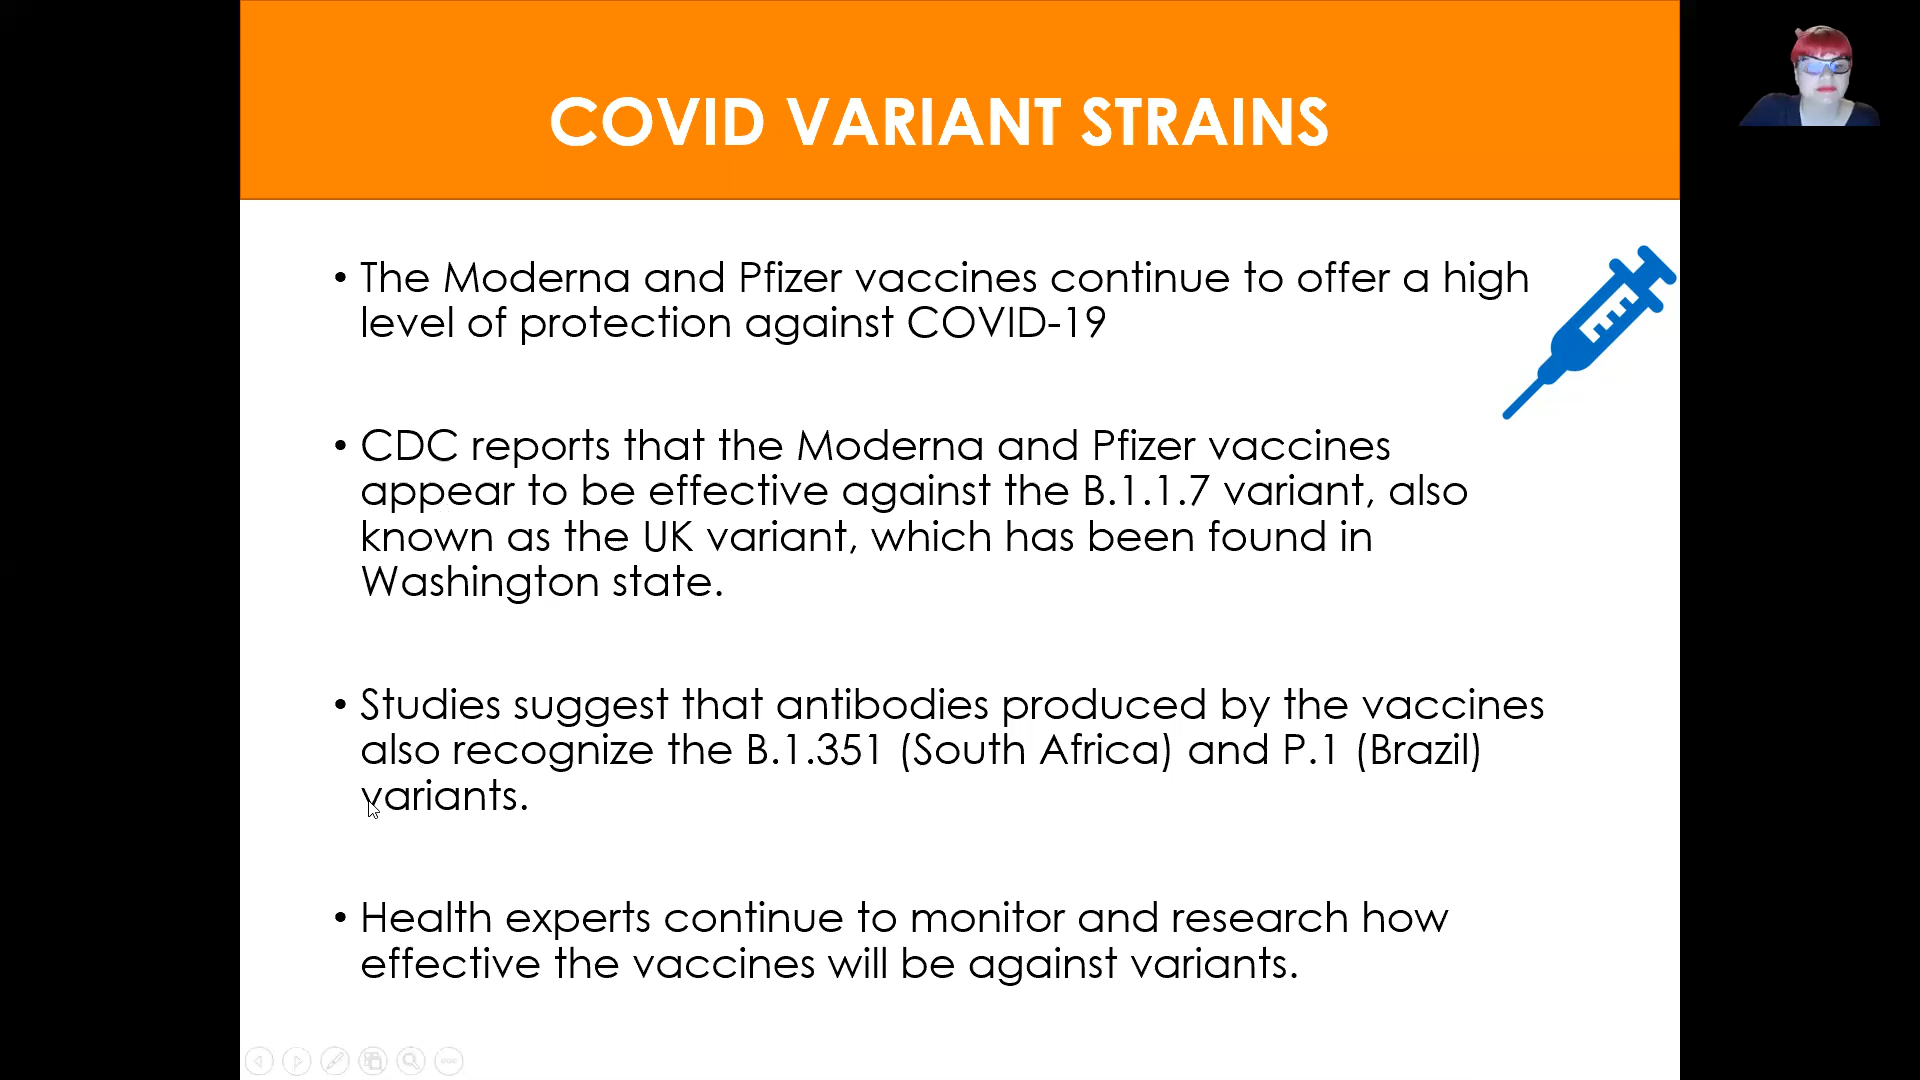 COVID VARIANT STRAINS
• The Moderna and Pfizer vaccines continue to offer a high
level of protection against COVID-19
• CDC reports that the Moderna and Pfizer vaccines
appear to be effective against the B.1.1.7 variant, also
known as the UK variant, which has been found in
Washington state.
• Studies suggest that antibodies produced by the vaccines
also recognize the B.1.351 (South Africa) and P.1 (Brazil)
variants.
• Health experts continue to monitor and research how
effective the vaccines will be against variants.